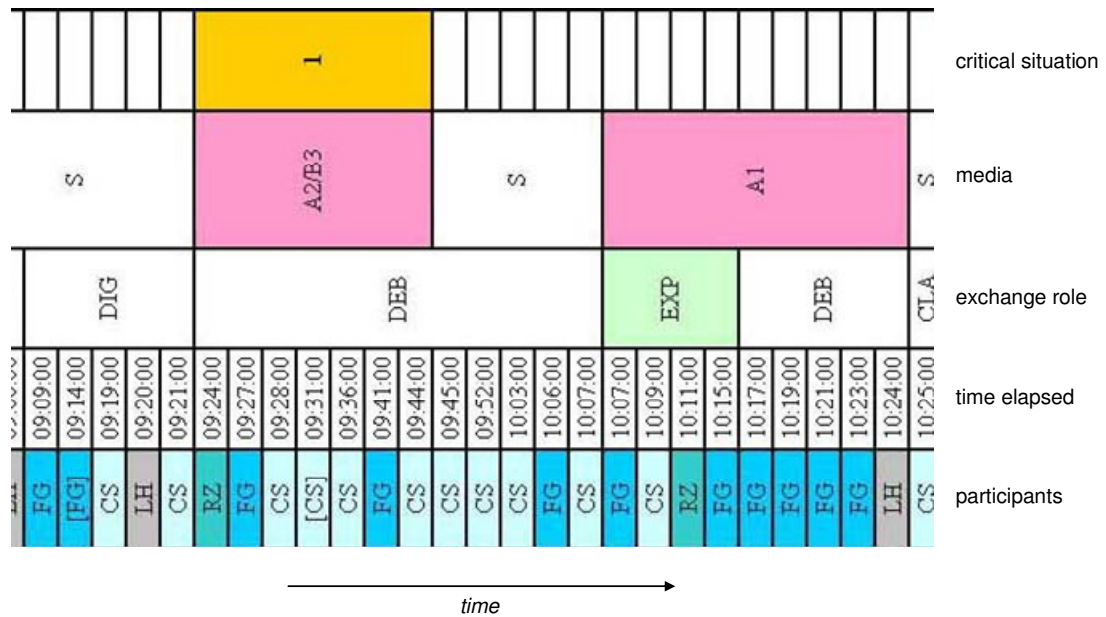 1
critical situation
S A2/B3 S A1 S
media
DIG DEB EXP DEB CLA
exchange role
09:09:00 09:14:00 09:19:00 09:20:00 09:21:00 09:24:00 09:27:00 09:28:00 09:31:00 09:36:00 09:41:00 09:44:00 09:45:00 09:52:00 10:03:00 10:06:00 10:07:00 10:07:00 10:09:00 10:11:00 10:15:00 10:17:00 10:19:00 10:21:00 10:23:00 10:24:00 10:25:00
time elapsed
LH FG [FG] CS LH CS RZ FG CS [CS] CS FG CS CS CS CS FG CS FG CS RZ FG FG FG FG FG LH CS
participants
time